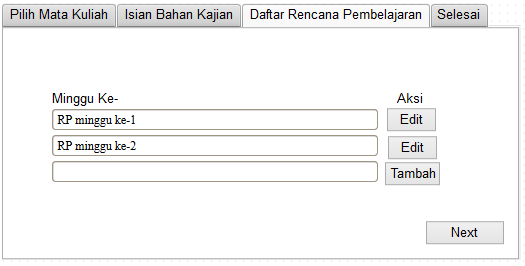 Pilih Mata Kuliah Isian Bahan Kajian Daftar Rencana Pembelajaran Selesai
Minggu Ke- Aksi
RP minggu ke-1 Edit
RP minggu ke-2 Edit
Tambah
Next